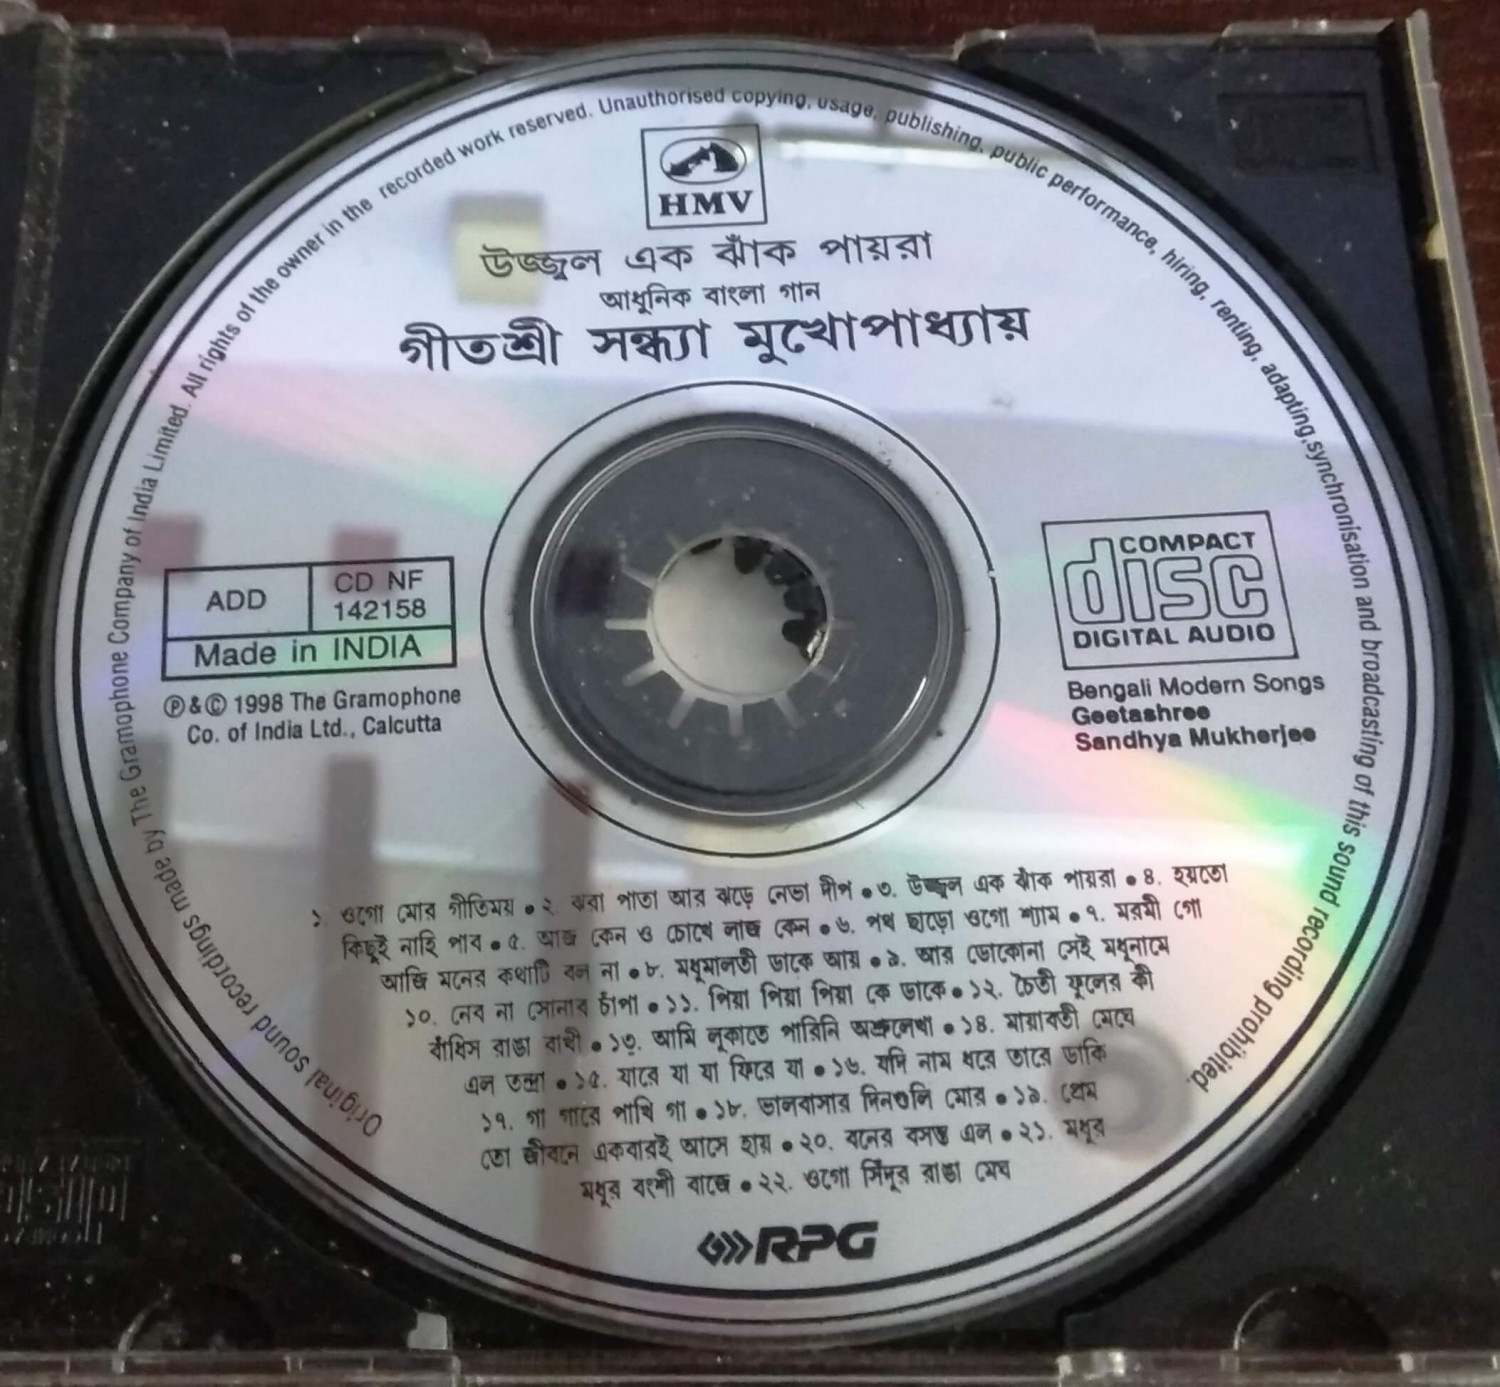 Original sound recordings made by The Gramophone Company of India Limited. All rights of the owner in the recorded work reserved. Unauthorised copying, usage, publishing, public performance, hiring, renting, adapting,synchronisation and broadcasting of this sound recording prohibited.
HMV
উজ্জ্বল এক ঝাঁক পায়রা
আধুনিক বাংলা গান
গীতশ্রী সন্ধ্যা মুখোপাধ্যায়
ADD
CD NF
142158
Made in INDIA
℗&© 1998 The Gramophone
Co. of India Ltd., Calcutta
COMPACT
disc
DIGITAL AUDIO
Bengali Modern Songs
Geetashree
Sandhya Mukherjee
১. ওগো মোর গীতিময় ● ২. ঝরা পাতা আর ঝড়ে নেভা দীপ ● ৩. উজ্জ্বল এক ঝাঁক পায়রা ● ৪. হয়তো
কিছুই নাহি পাব ● ৫. আজ কেন ও চোখে লাজ কেন ● ৬. পথ ছাড়ো ওগো শ্যাম ● ৭. মরমী গো
আজি মনের কথাটি বল না ● ৮. মধুমালতী ডাকে আয় ● ৯. আর ডেকোনা সেই মধুনামে
১০. নেব না সোনার চাঁপা ● ১১. পিয়া পিয়া পিয়া কে ডাকে ● ১২. চৈতী ফুলের কী
বাঁধিস রাঙা রাখী ● ১৩. আমি লুকাতে পারিনি অশ্রুলেখা ● ১৪. মায়াবতী মেঘে
এল তন্দ্রা ● ১৫. যারে যা যা ফিরে যা ● ১৬. যদি নাম ধরে তারে ডাকি
১৭. গা গারে পাখি গা ● ১৮. ভালবাসার দিনগুলি মোর ● ১৯. প্রেম
তো জীবনে একবারই আসে হায় ● ২০. বনের বসন্ত এল ● ২১. মধুর
মধুর বংশী বাজে ● ২২. ওগো সিঁদুর রাঙা মেঘ
RPG